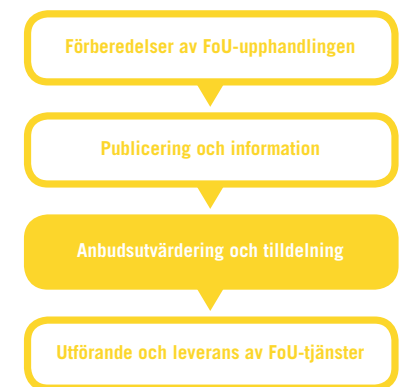 Förberedelser av FoU-upphandlingen
Publicering och information
Anbudsutvärdering och tilldelning
Utförande och leverans av FoU-tjänster